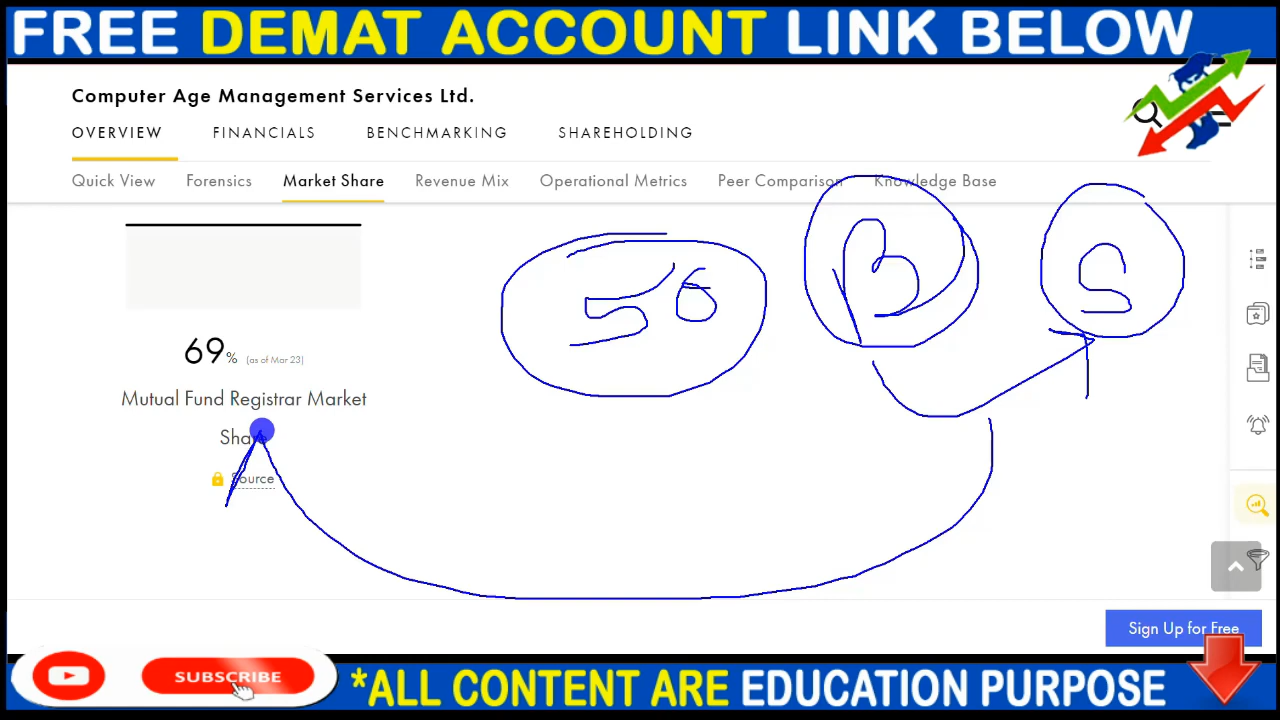 FREE DEMAT ACCOUNT LINK BELOW
Computer Age Management Services Ltd.
OVERVIEW FINANCIALS BENCHMARKING SHAREHOLDING
Quick View Forensics Market Share Revenue Mix Operational Metrics Peer Comparison Knowledge Base
50 B S
69% (as of Mar 23)
Mutual Fund Registrar Market
Share
Source
Sign Up for Free
SUBSCRIBE
*ALL CONTENT ARE EDUCATION PURPOSE